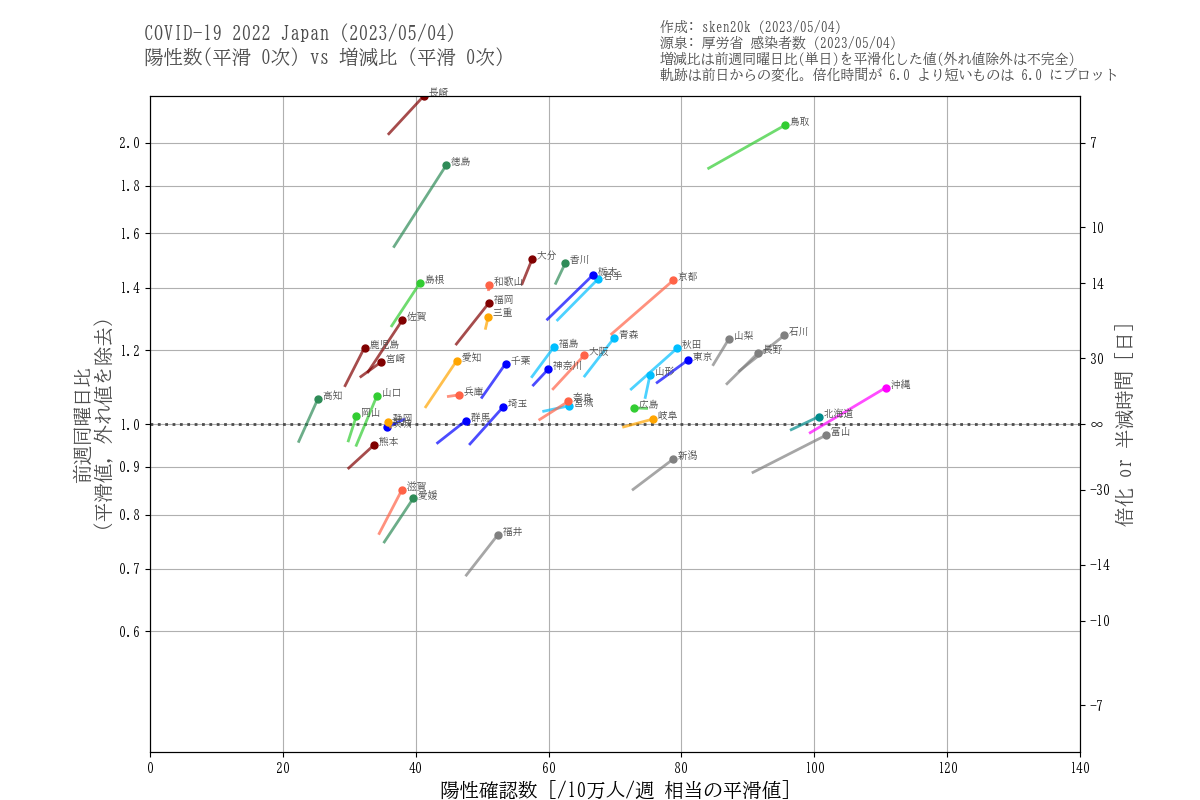 COVID-19 2022 Japan (2023/05/04)
陽性数(平滑 0次) vs 増減比 (平滑 0次)
作成: sken20k (2023/05/04)
源泉: 厚労省 感染者数 (2023/05/04)
増減比は前週同曜日比(単日)を平滑化した値(外れ値除外は不完全)
軌跡は前日からの変化。倍化時間が 6.0 より短いものは 6.0 にプロット
長崎
鳥取
2.0
7
徳島
1.8
1.6
10
大分
香川
栃木
岩手
京都
島根
和歌山
1.4
14
福岡
三重
佐賀
青森
石川
山梨
鹿児島
福島
秋田
大阪
長野
1.2
30
宮崎
愛知
千葉
東京
神奈川
山形
沖縄
高知
山口
兵庫
奈良
宮城
埼玉
広島
岡山
静岡
群馬
岐阜
北海道
1.0
∞
富山
熊本
新潟
0.9
滋賀
愛媛
-30
0.8
福井
0.7
-14
0.6
-10
-7
前週同曜日比
(平滑値, 外れ値を除去)
倍化 or 半減時間 [日]
0 20 40 60 80 100 120 140
陽性確認数 [/10万人/週 相当の平滑値]